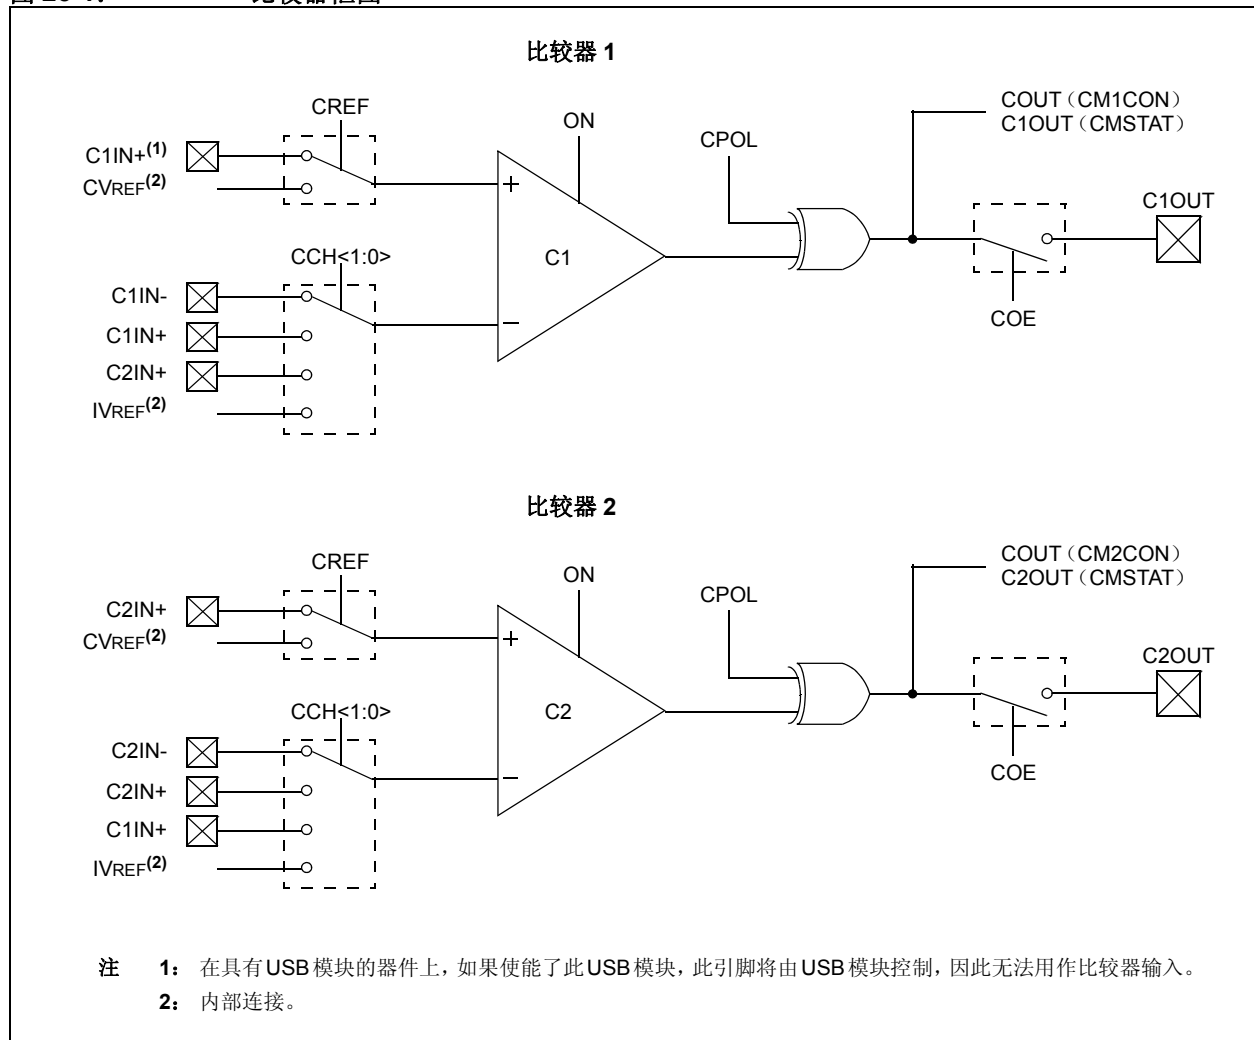 比较器 1
CREF
ON
CPOL
COUT（CM1CON）
C1OUT（CMSTAT）
C1IN+(1)
CVREF(2)
C1OUT
CCH<1:0>
C1
C1IN-
COE
C1IN+
C2IN+
IVREF(2)
比较器 2
CREF
ON
CPOL
COUT（CM2CON）
C2OUT（CMSTAT）
C2IN+
CVREF(2)
C2OUT
CCH<1:0>
C2
C2IN-
COE
C2IN+
C1IN+
IVREF(2)
注 1： 在具有USB模块的器件上，如果使能了此USB模块，此引脚将由USB模块控制，因此无法用作比较器输入。
2： 内部连接。